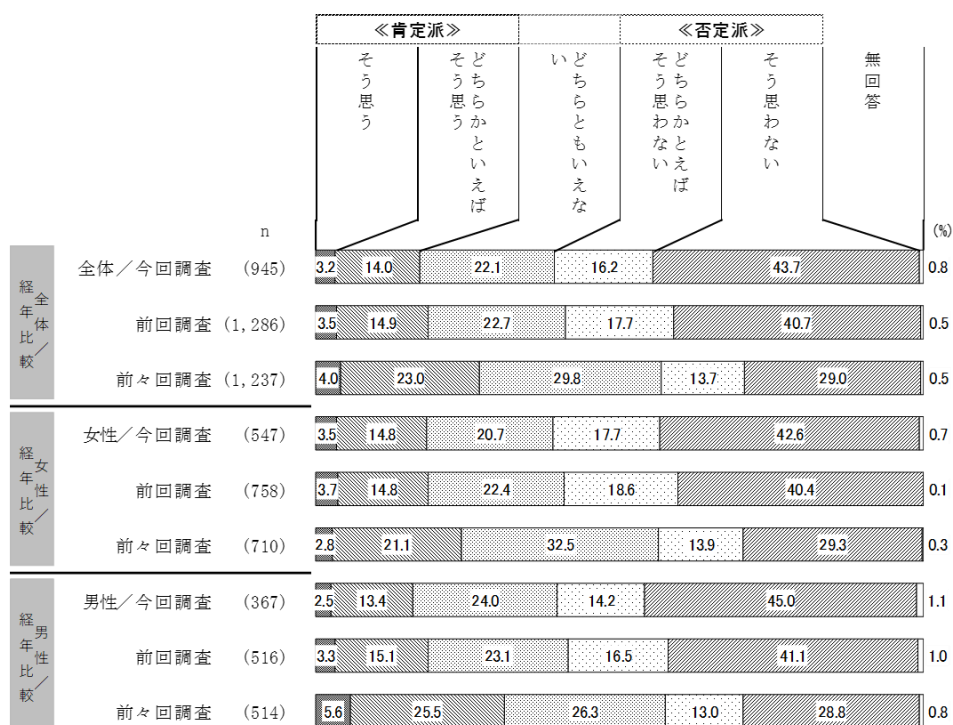 ≪肯定派≫ ≪否定派≫
そう思う
どちらかといえば
そう思う
どちらともいえな
い
どちらかとえば
そう思わない
そう思わない
無回答
n
(%)
全体／
経年比較
全体／今回調査 (945) 3.2 14.0 22.1 16.2 43.7 0.8
前回調査 (1,286) 3.5 14.9 22.7 17.7 40.7 0.5
前々回調査 (1,237) 4.0 23.0 29.8 13.7 29.0 0.5
女性／
経年比較
女性／今回調査 (547) 3.5 14.8 20.7 17.7 42.6 0.7
前回調査 (758) 3.7 14.8 22.4 18.6 40.4 0.1
前々回調査 (710) 2.8 21.1 32.5 13.9 29.3 0.3
男性／
経年比較
男性／今回調査 (367) 2.5 13.4 24.0 14.2 45.0 1.1
前回調査 (516) 3.3 15.1 23.1 16.5 41.1 1.0
前々回調査 (514) 5.6 25.5 26.3 13.0 28.8 0.8